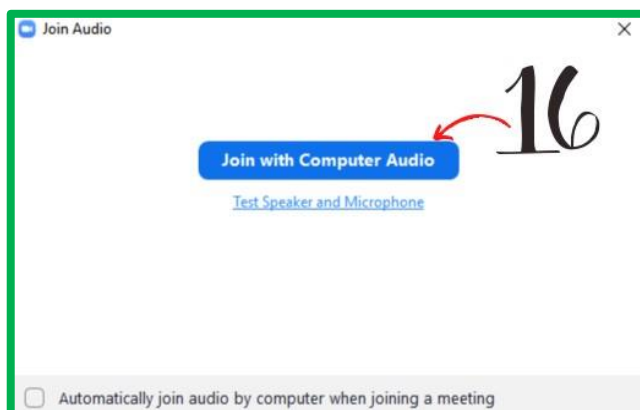 Join Audio
16
Join with Computer Audio
Test Speaker and Microphone
Automatically join audio by computer when joining a meeting